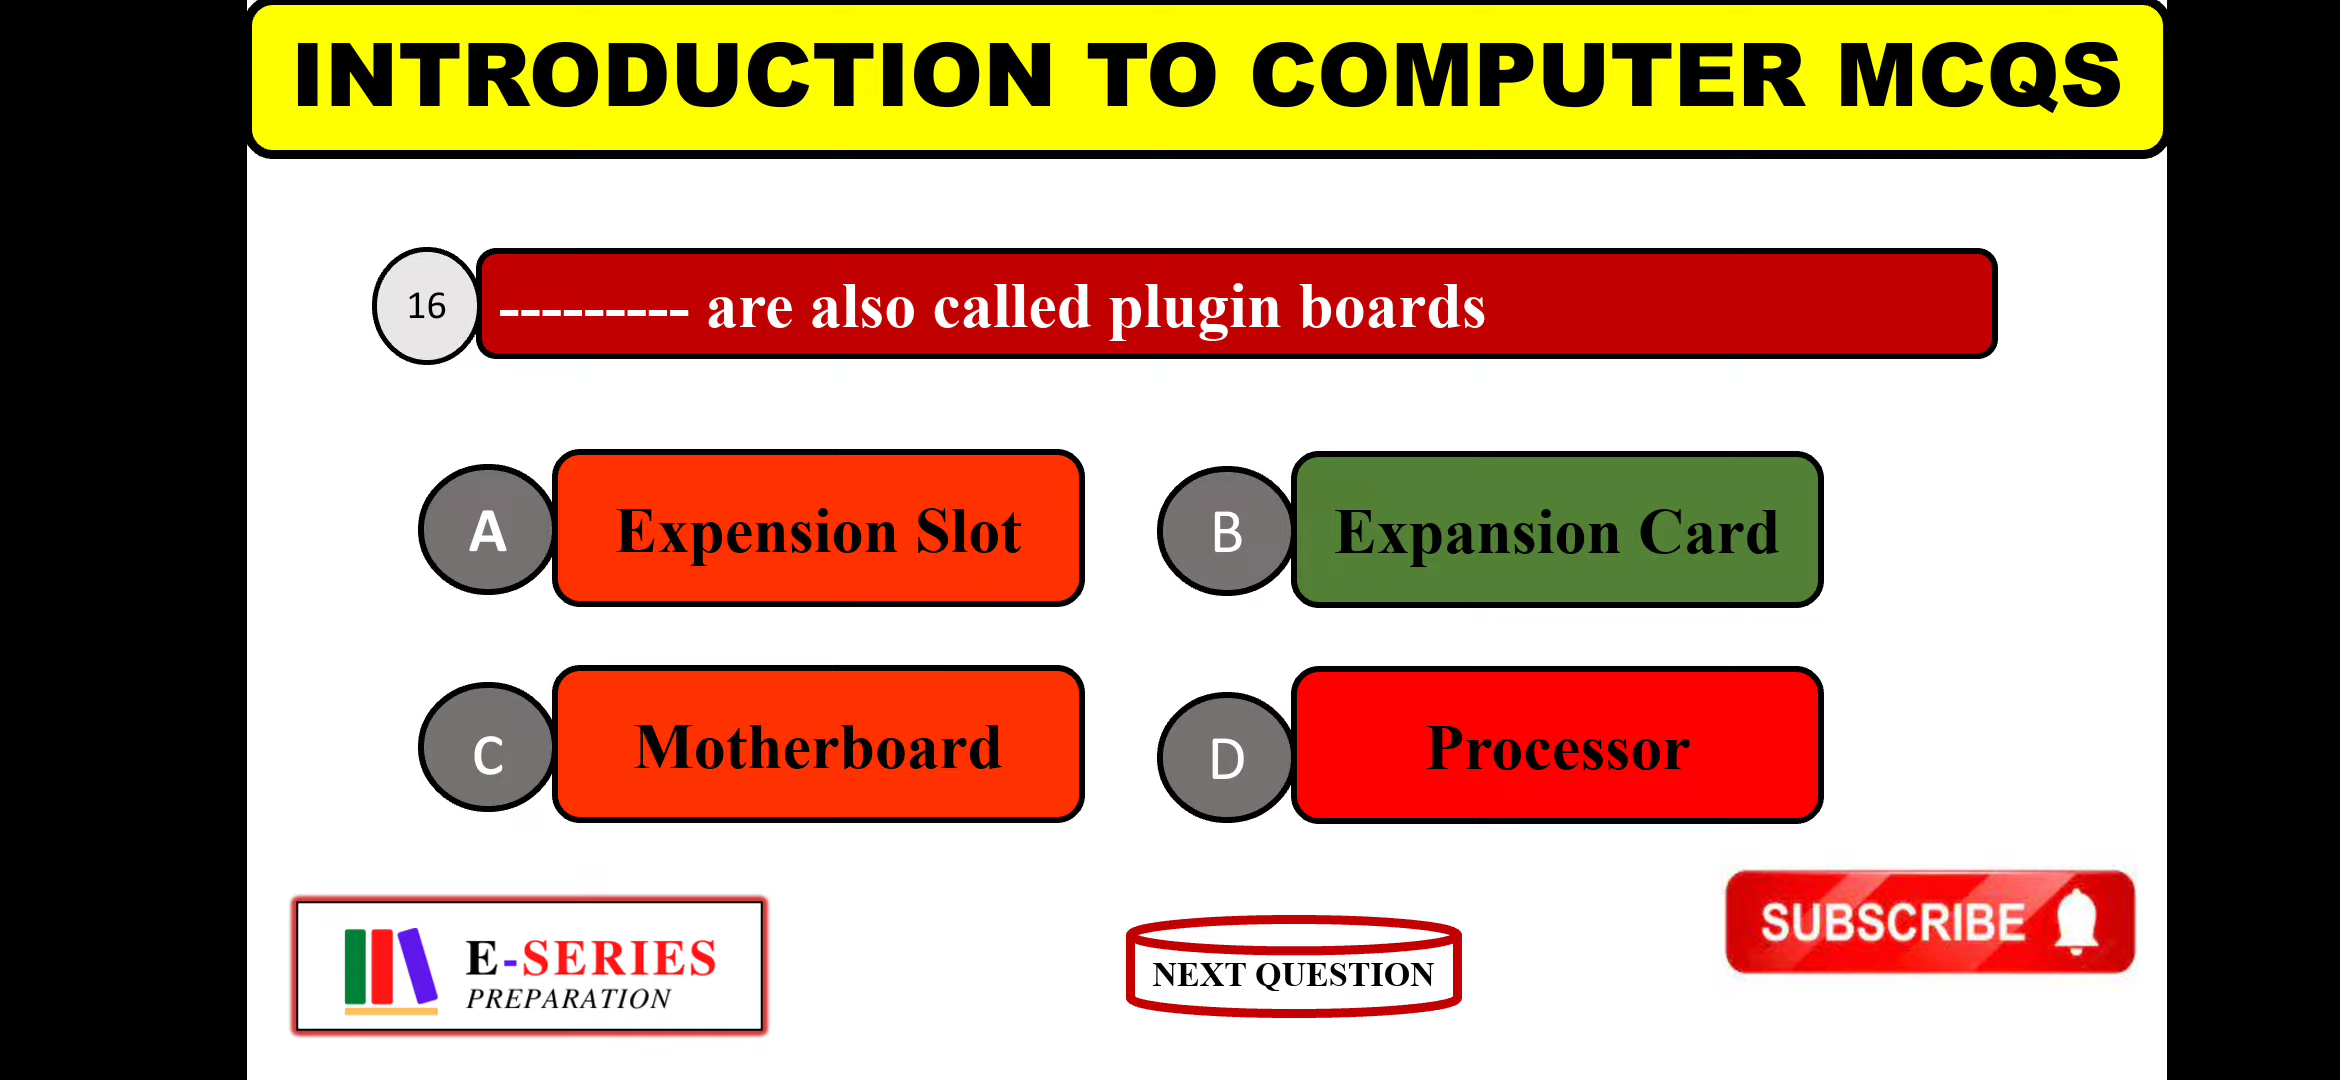 INTRODUCTION TO COMPUTER MCQS
16
--------- are also called plugin boards
A
Expension Slot
B
Expansion Card
C
Motherboard
D
Processor
E-SERIES
PREPARATION
NEXT QUESTION
SUBSCRIBE